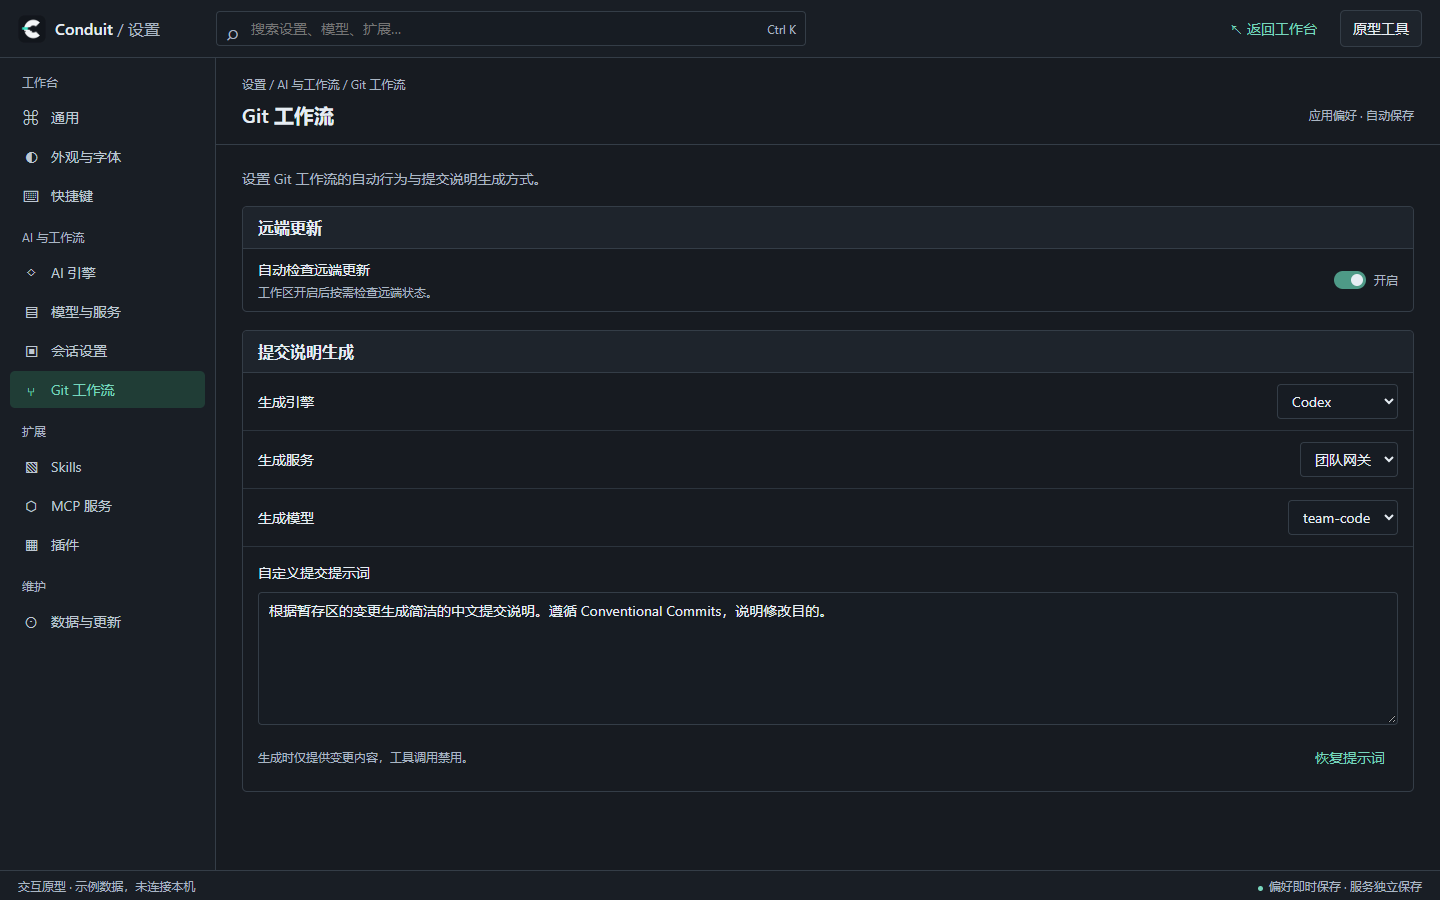 Conduit / 设置
搜索设置、模型、扩展...
Ctrl K
↖ 返回工作台
原型工具
工作台
通用
外观与字体
快捷键
AI 与工作流
AI 引擎
模型与服务
会话设置
Git 工作流
扩展
Skills
MCP 服务
插件
维护
数据与更新
设置 / AI 与工作流 / Git 工作流
Git 工作流
应用偏好 · 自动保存
设置 Git 工作流的自动行为与提交说明生成方式。
远端更新
自动检查远端更新
工作区开启后按需检查远端状态。
开启
提交说明生成
生成引擎
Codex
生成服务
团队网关
生成模型
team-code
自定义提交提示词
根据暂存区的变更生成简洁的中文提交说明。遵循 Conventional Commits，说明修改目的。
生成时仅提供变更内容，工具调用禁用。
恢复提示词
交互原型 · 示例数据，未连接本机
偏好即时保存 · 服务独立保存